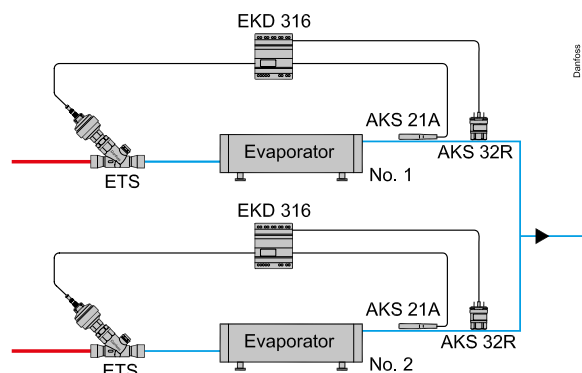 EKD 316
Danfoss
AKS 21A
Evaporator
AKS 32R
ETS
No. 1
EKD 316
AKS 21A
Evaporator
AKS 32R
No. 2
ETS